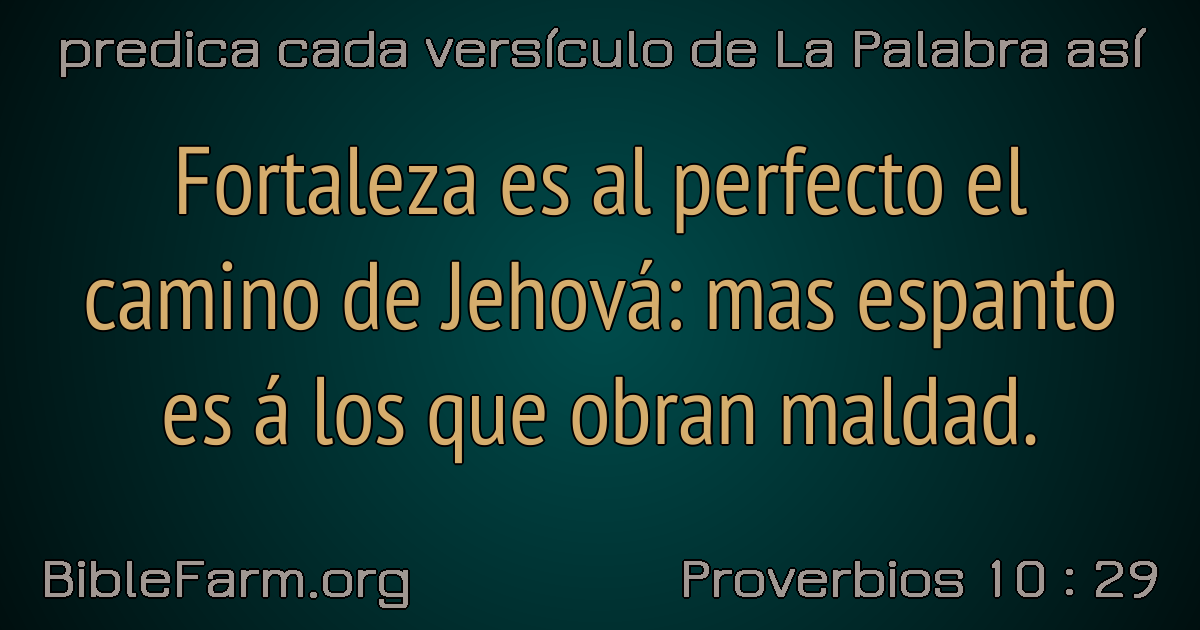 predica cada versículo de La Palabra así
Fortaleza es al perfecto el
camino de Jehová: mas espanto
es á los que obran maldad.
BibleFarm.org
Proverbios 10 : 29